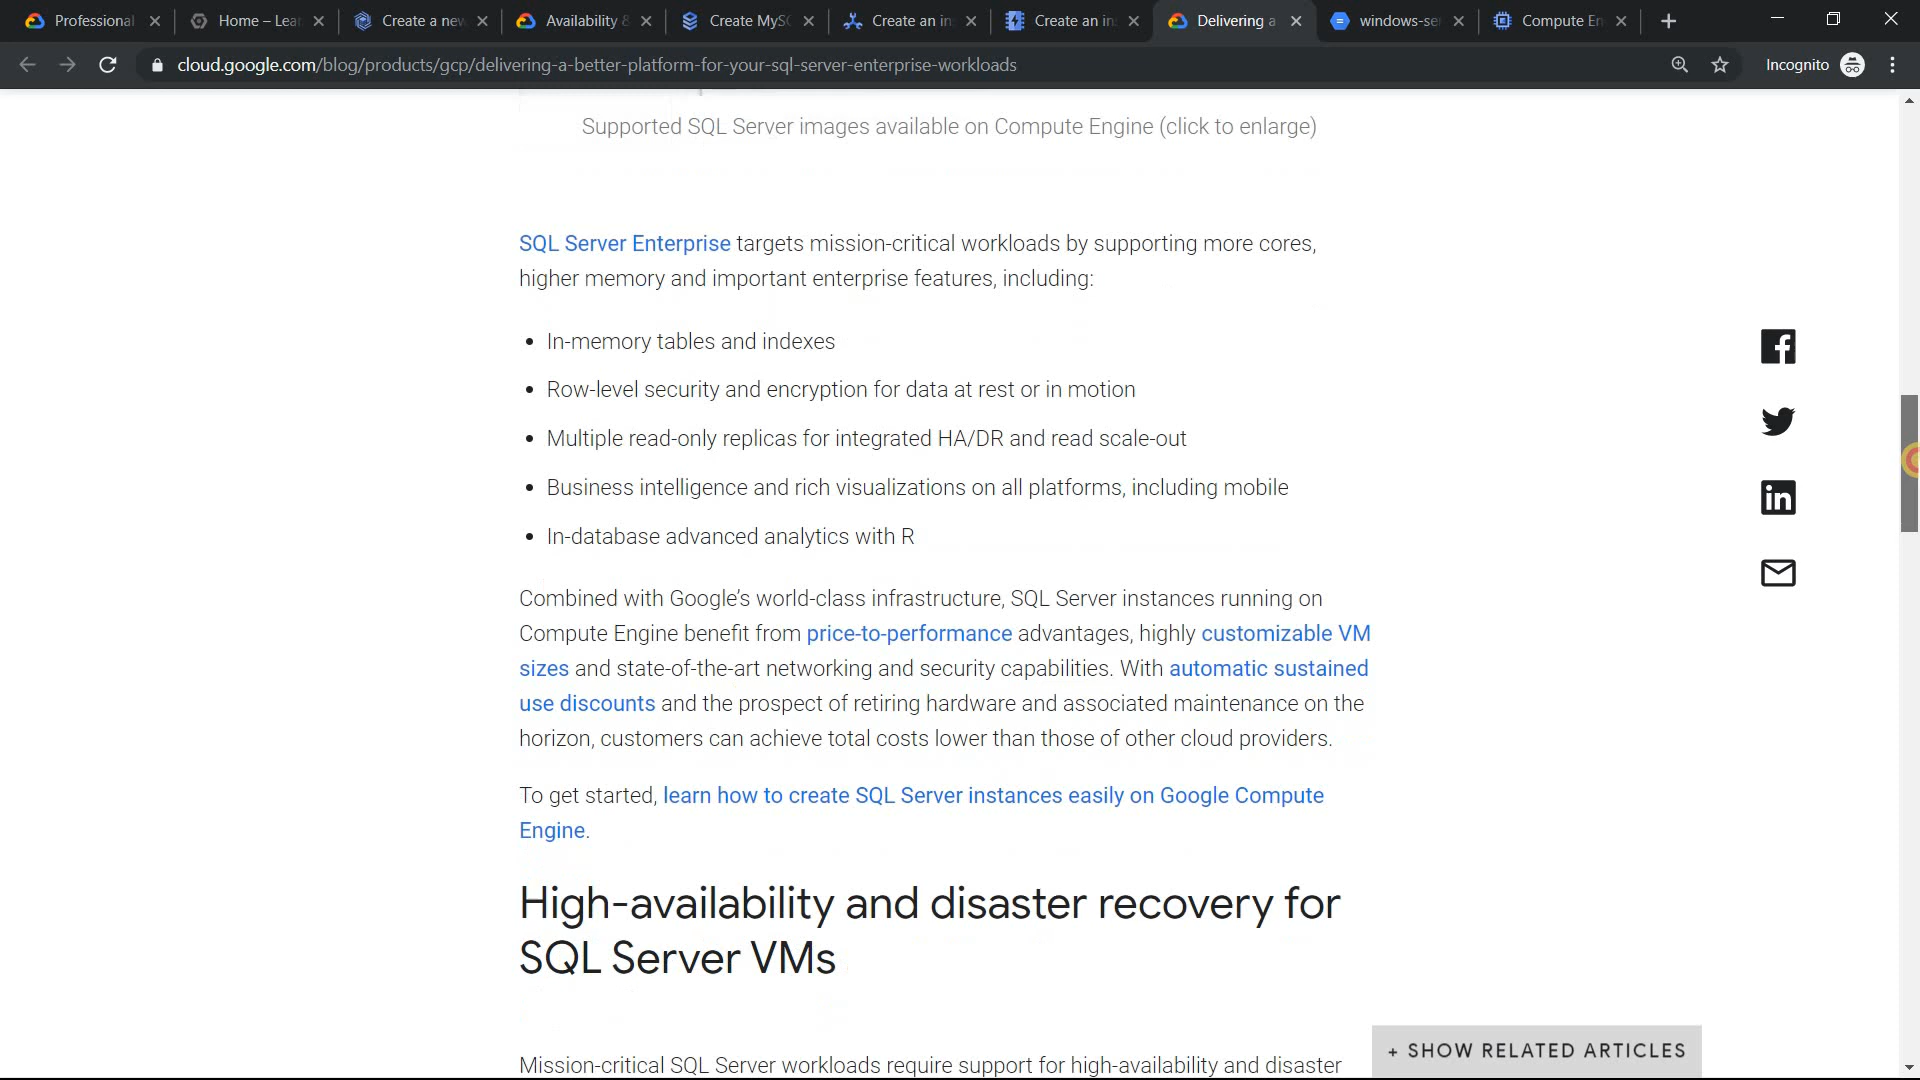 Professional
Home – Lea
Create a new
Availability &
Create MySQ
Create an in
Create an in
Delivering a
windows-se
Compute En
cloud.google.com/blog/products/gcp/delivering-a-better-platform-for-your-sql-server-enterprise-workloads
Incognito
Supported SQL Server images available on Compute Engine (click to enlarge)
SQL Server Enterprise targets mission-critical workloads by supporting more cores,
higher memory and important enterprise features, including:
• In-memory tables and indexes
• Row-level security and encryption for data at rest or in motion
• Multiple read-only replicas for integrated HA/DR and read scale-out
• Business intelligence and rich visualizations on all platforms, including mobile
• In-database advanced analytics with R
Combined with Google’s world-class infrastructure, SQL Server instances running on
Compute Engine benefit from price-to-performance advantages, highly customizable VM
sizes and state-of-the-art networking and security capabilities. With automatic sustained
use discounts and the prospect of retiring hardware and associated maintenance on the
horizon, customers can achieve total costs lower than those of other cloud providers.
To get started, learn how to create SQL Server instances easily on Google Compute
Engine.
High-availability and disaster recovery for
SQL Server VMs
Mission-critical SQL Server workloads require support for high-availability and disaster
+ SHOW RELATED ARTICLES